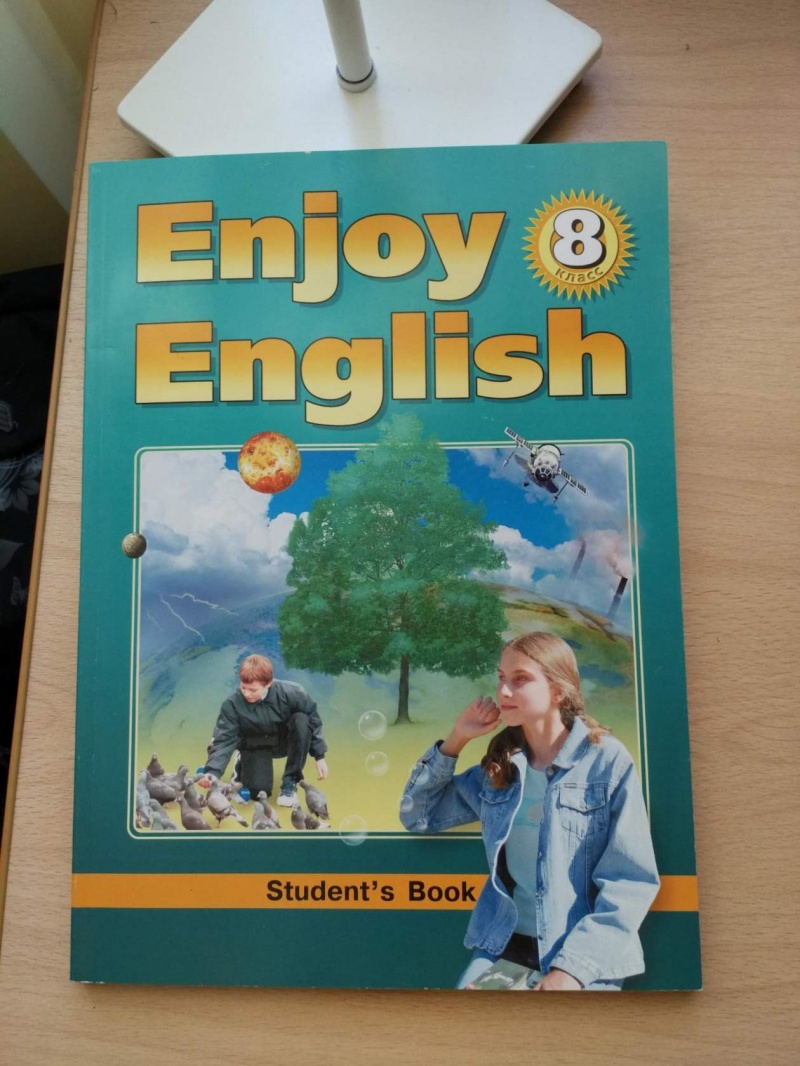 Enjoy
8
класс
English
Student's Book